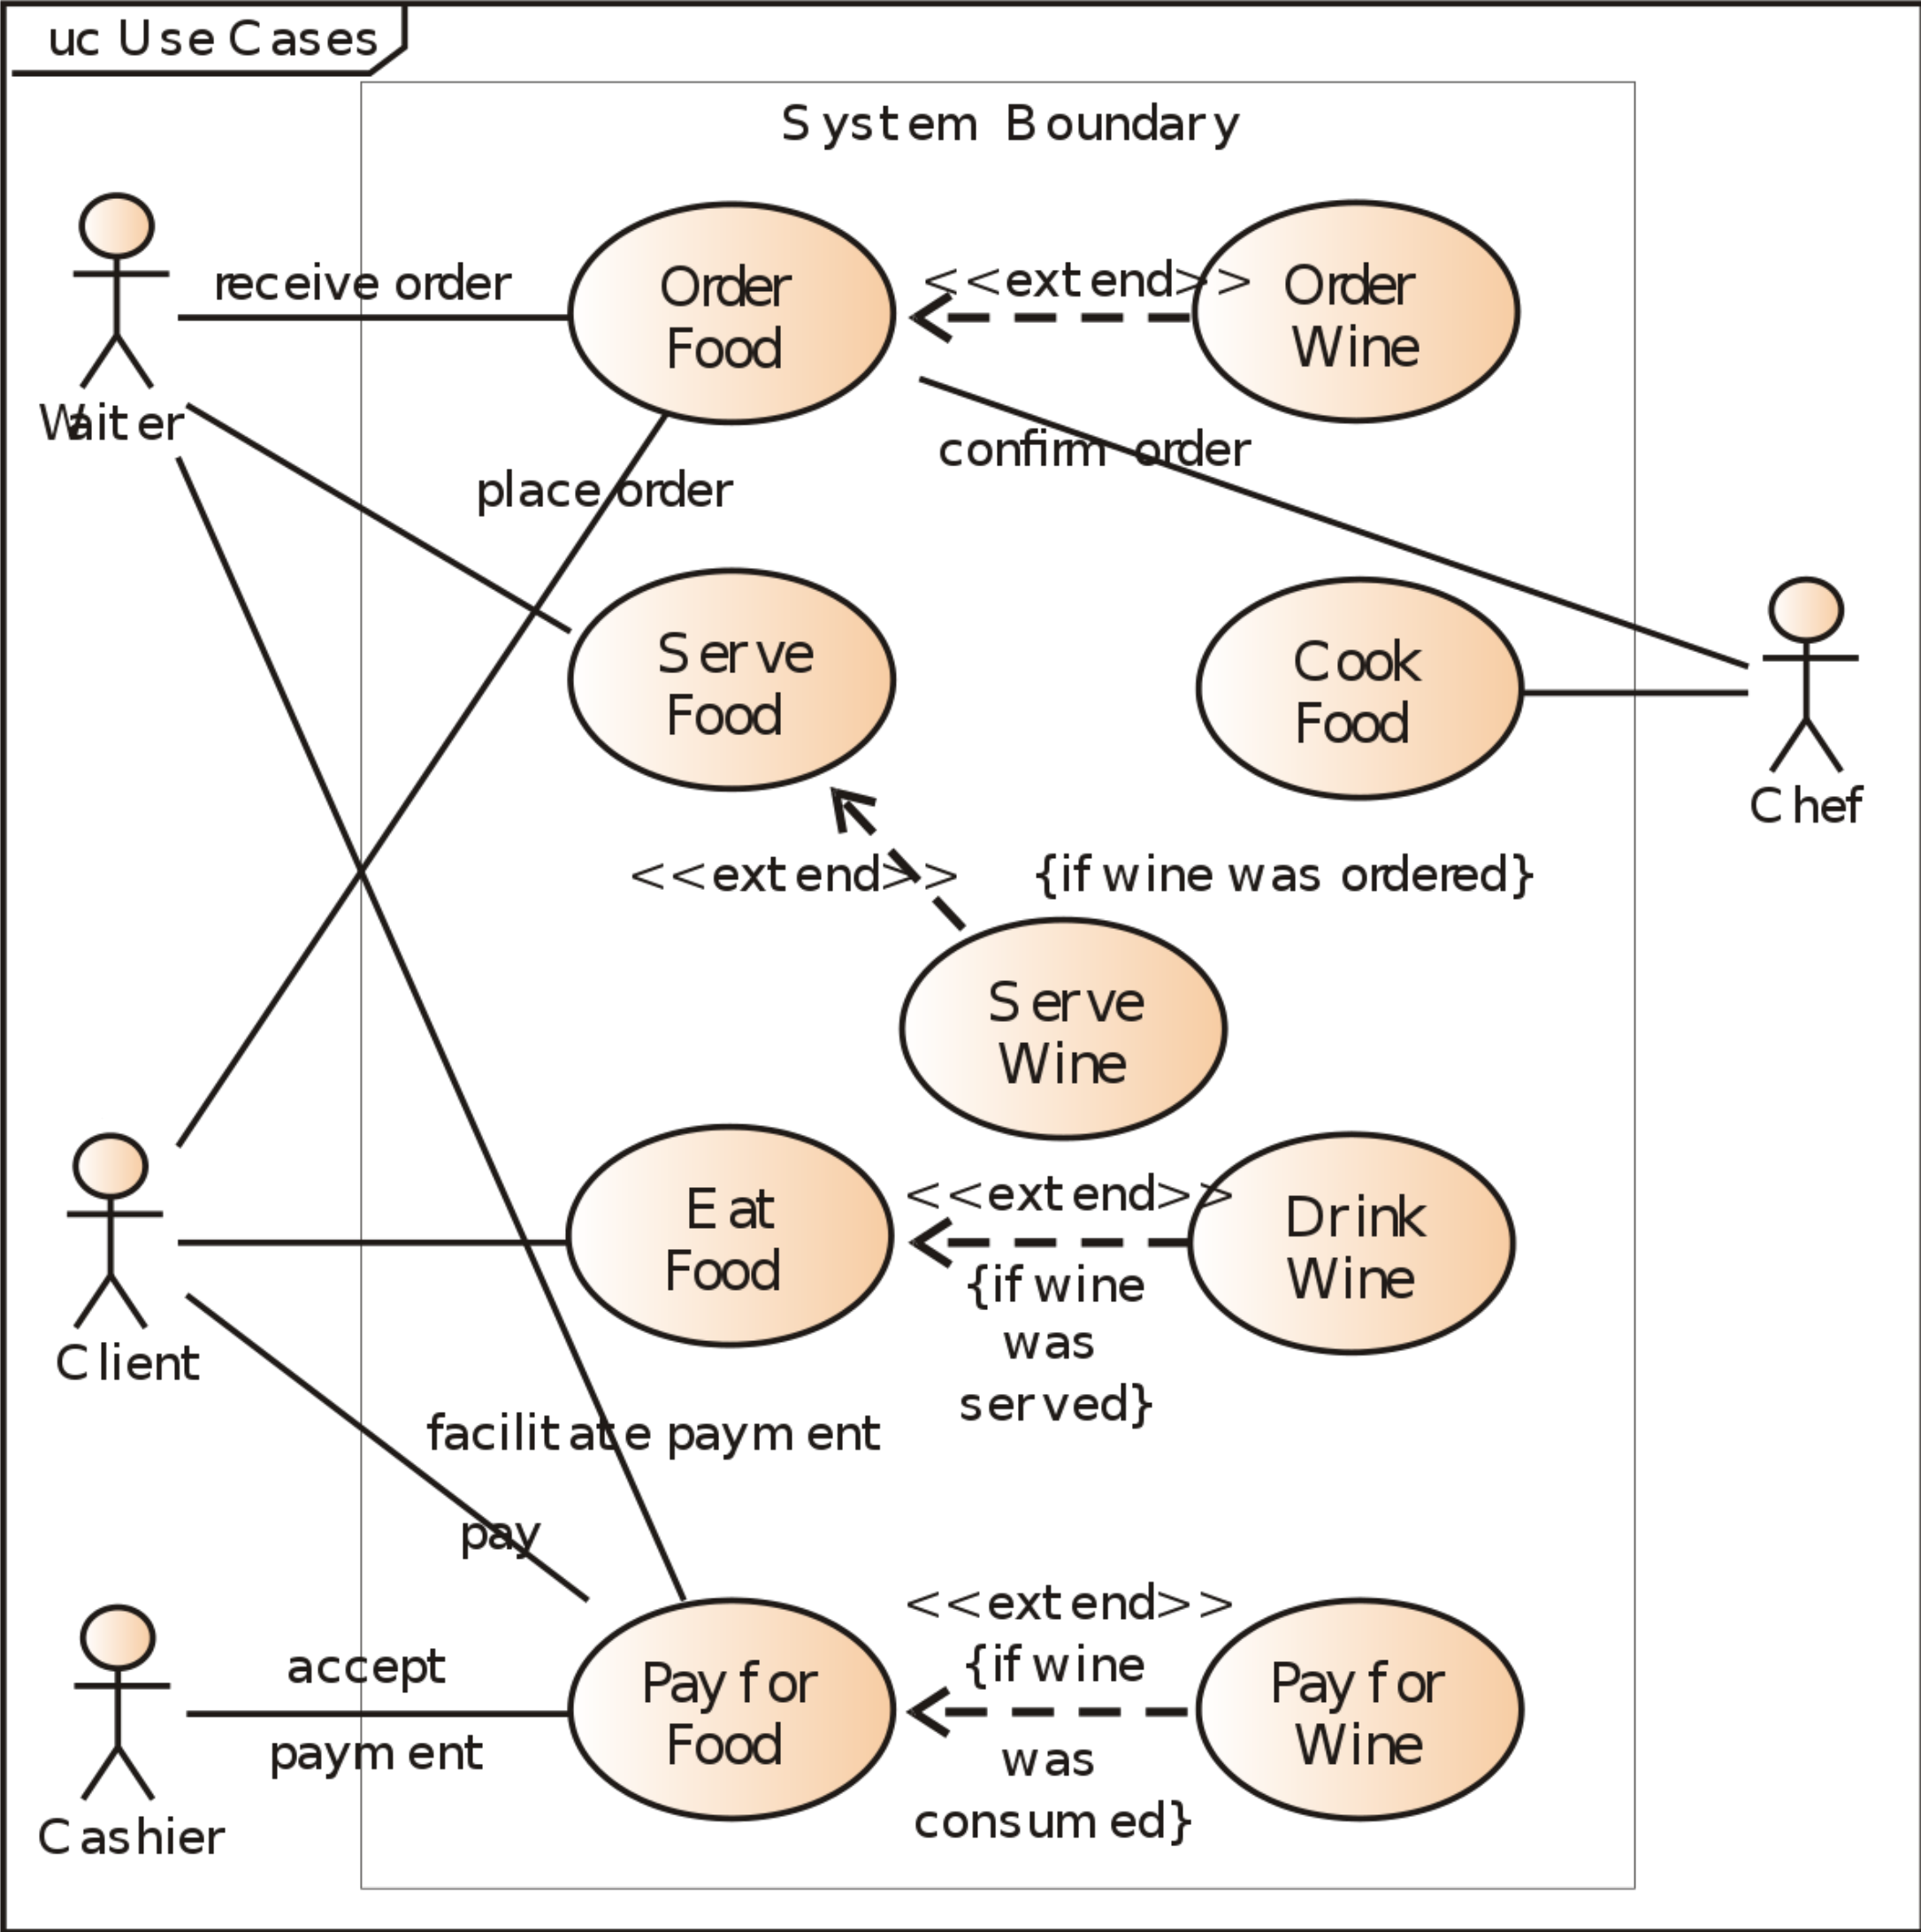 uc Use Cases
System Boundary
receive order
Order
Food
<<extend>>
Order
Wine
Waiter
confirm order
place order
Serve
Food
Cook
Food
Chef
<<extend>>
{if wine was ordered}
Serve
Wine
Eat
Food
<<extend>>
{if wine
was
served}
Drink
Wine
Client
facilitate payment
pay
accept
payment
Pay for
Food
<<extend>>
{if wine
was
consumed}
Pay for
Wine
Cashier